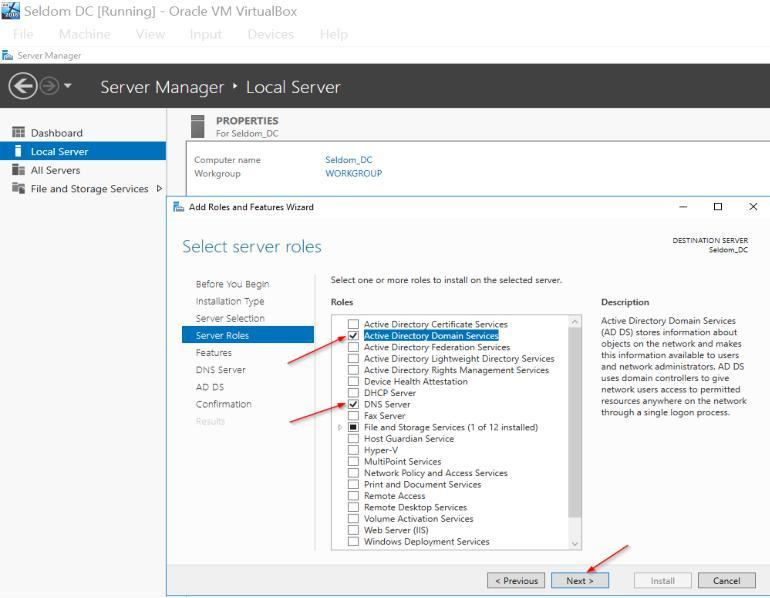 Seldom DC [Running] - Oracle VM VirtualBox
File Machine View Input Devices Help
Server Manager
Server Manager • Local Server
Dashboard
Local Server
All Servers
File and Storage Services
PROPERTIES
For Seldom_DC
Computer name Seldom_DC
Workgroup WORKGROUP
Add Roles and Features Wizard
Select server roles
DESTINATION SERVER
Seldom_DC
Before You Begin
Installation Type
Server Selection
Server Roles
Features
DNS Server
AD DS
Confirmation
Results
Select one or more roles to install on the selected server.
Roles
Active Directory Certificate Services
Active Directory Domain Services
Active Directory Federation Services
Active Directory Lightweight Directory Services
Active Directory Rights Management Services
Device Health Attestation
DHCP Server
DNS Server
Fax Server
File and Storage Services (1 of 12 installed)
Host Guardian Service
Hyper-V
MultiPoint Services
Network Policy and Access Services
Print and Document Services
Remote Access
Remote Desktop Services
Volume Activation Services
Web Server (IIS)
Windows Deployment Services
Description
Active Directory Domain Services
(AD DS) stores information about
objects on the network and makes
this information available to users
and network administrators. AD DS
uses domain controllers to give
network users access to permitted
resources anywhere on the network
through a single logon process.
< Previous Next > Install Cancel